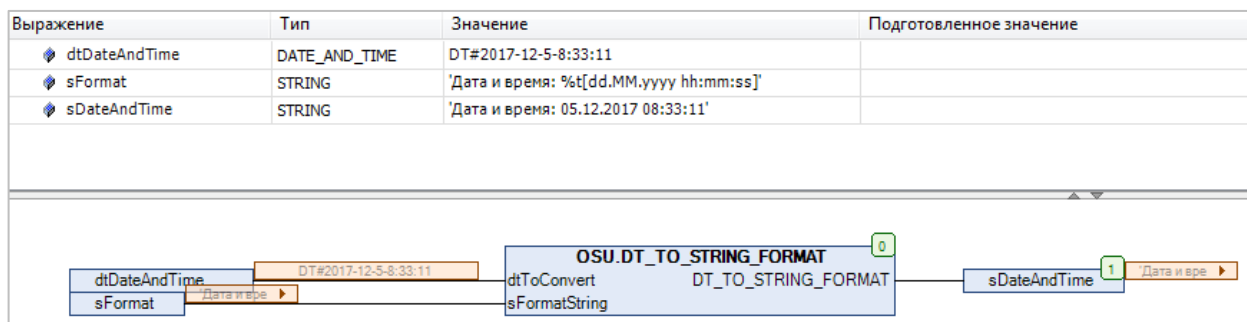 Выражение Тип Значение Подготовленное значение
dtDateAndTime DATE_AND_TIME DT#2017-12-5-8:33:11
sFormat STRING 'Дата и время: %t[dd.MM.yyyy hh:mm:ss]'
sDateAndTime STRING 'Дата и время: 05.12.2017 08:33:11'
OSU.DT_TO_STRING_FORMAT 0
dtDateAndTime DT#2017-12-5-8:33:11 dtToConvert DT_TO_STRING_FORMAT sDateAndTime 1 'Дата и вре
sFormat 'Дата и вре sFormatString